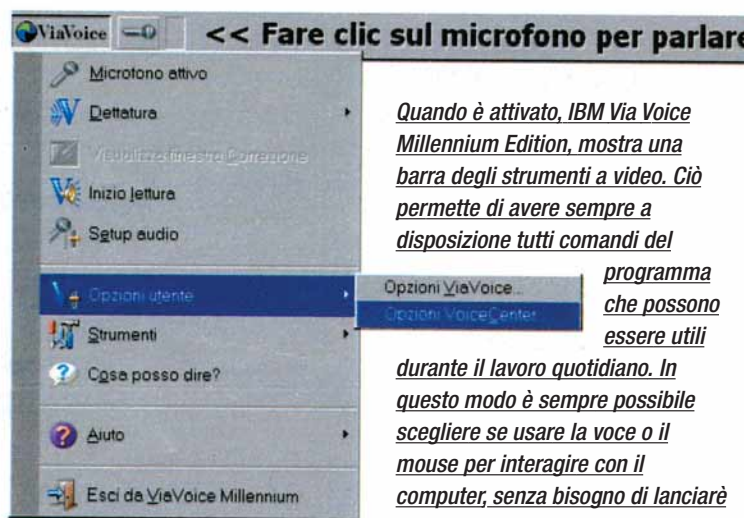 ViaVoice << Fare clic sul microfono per parlare
Microfono attivo
Dettatura
Visualizza finestra Correzione
Inizio lettura
Setup audio
Opzioni utente
Opzioni ViaVoice...
Opzioni VoiceCenter...
Strumenti
Cosa posso dire?
Aiuto
Esci da ViaVoice Millennium
Quando è attivato, IBM Via Voice
Millennium Edition, mostra una
barra degli strumenti a video. Ciò
permette di avere sempre a
disposizione tutti comandi del
programma
che possono
essere utili
durante il lavoro quotidiano. In
questo modo è sempre possibile
scegliere se usare la voce o il
mouse per interagire con il
computer, senza bisogno di lanciarè